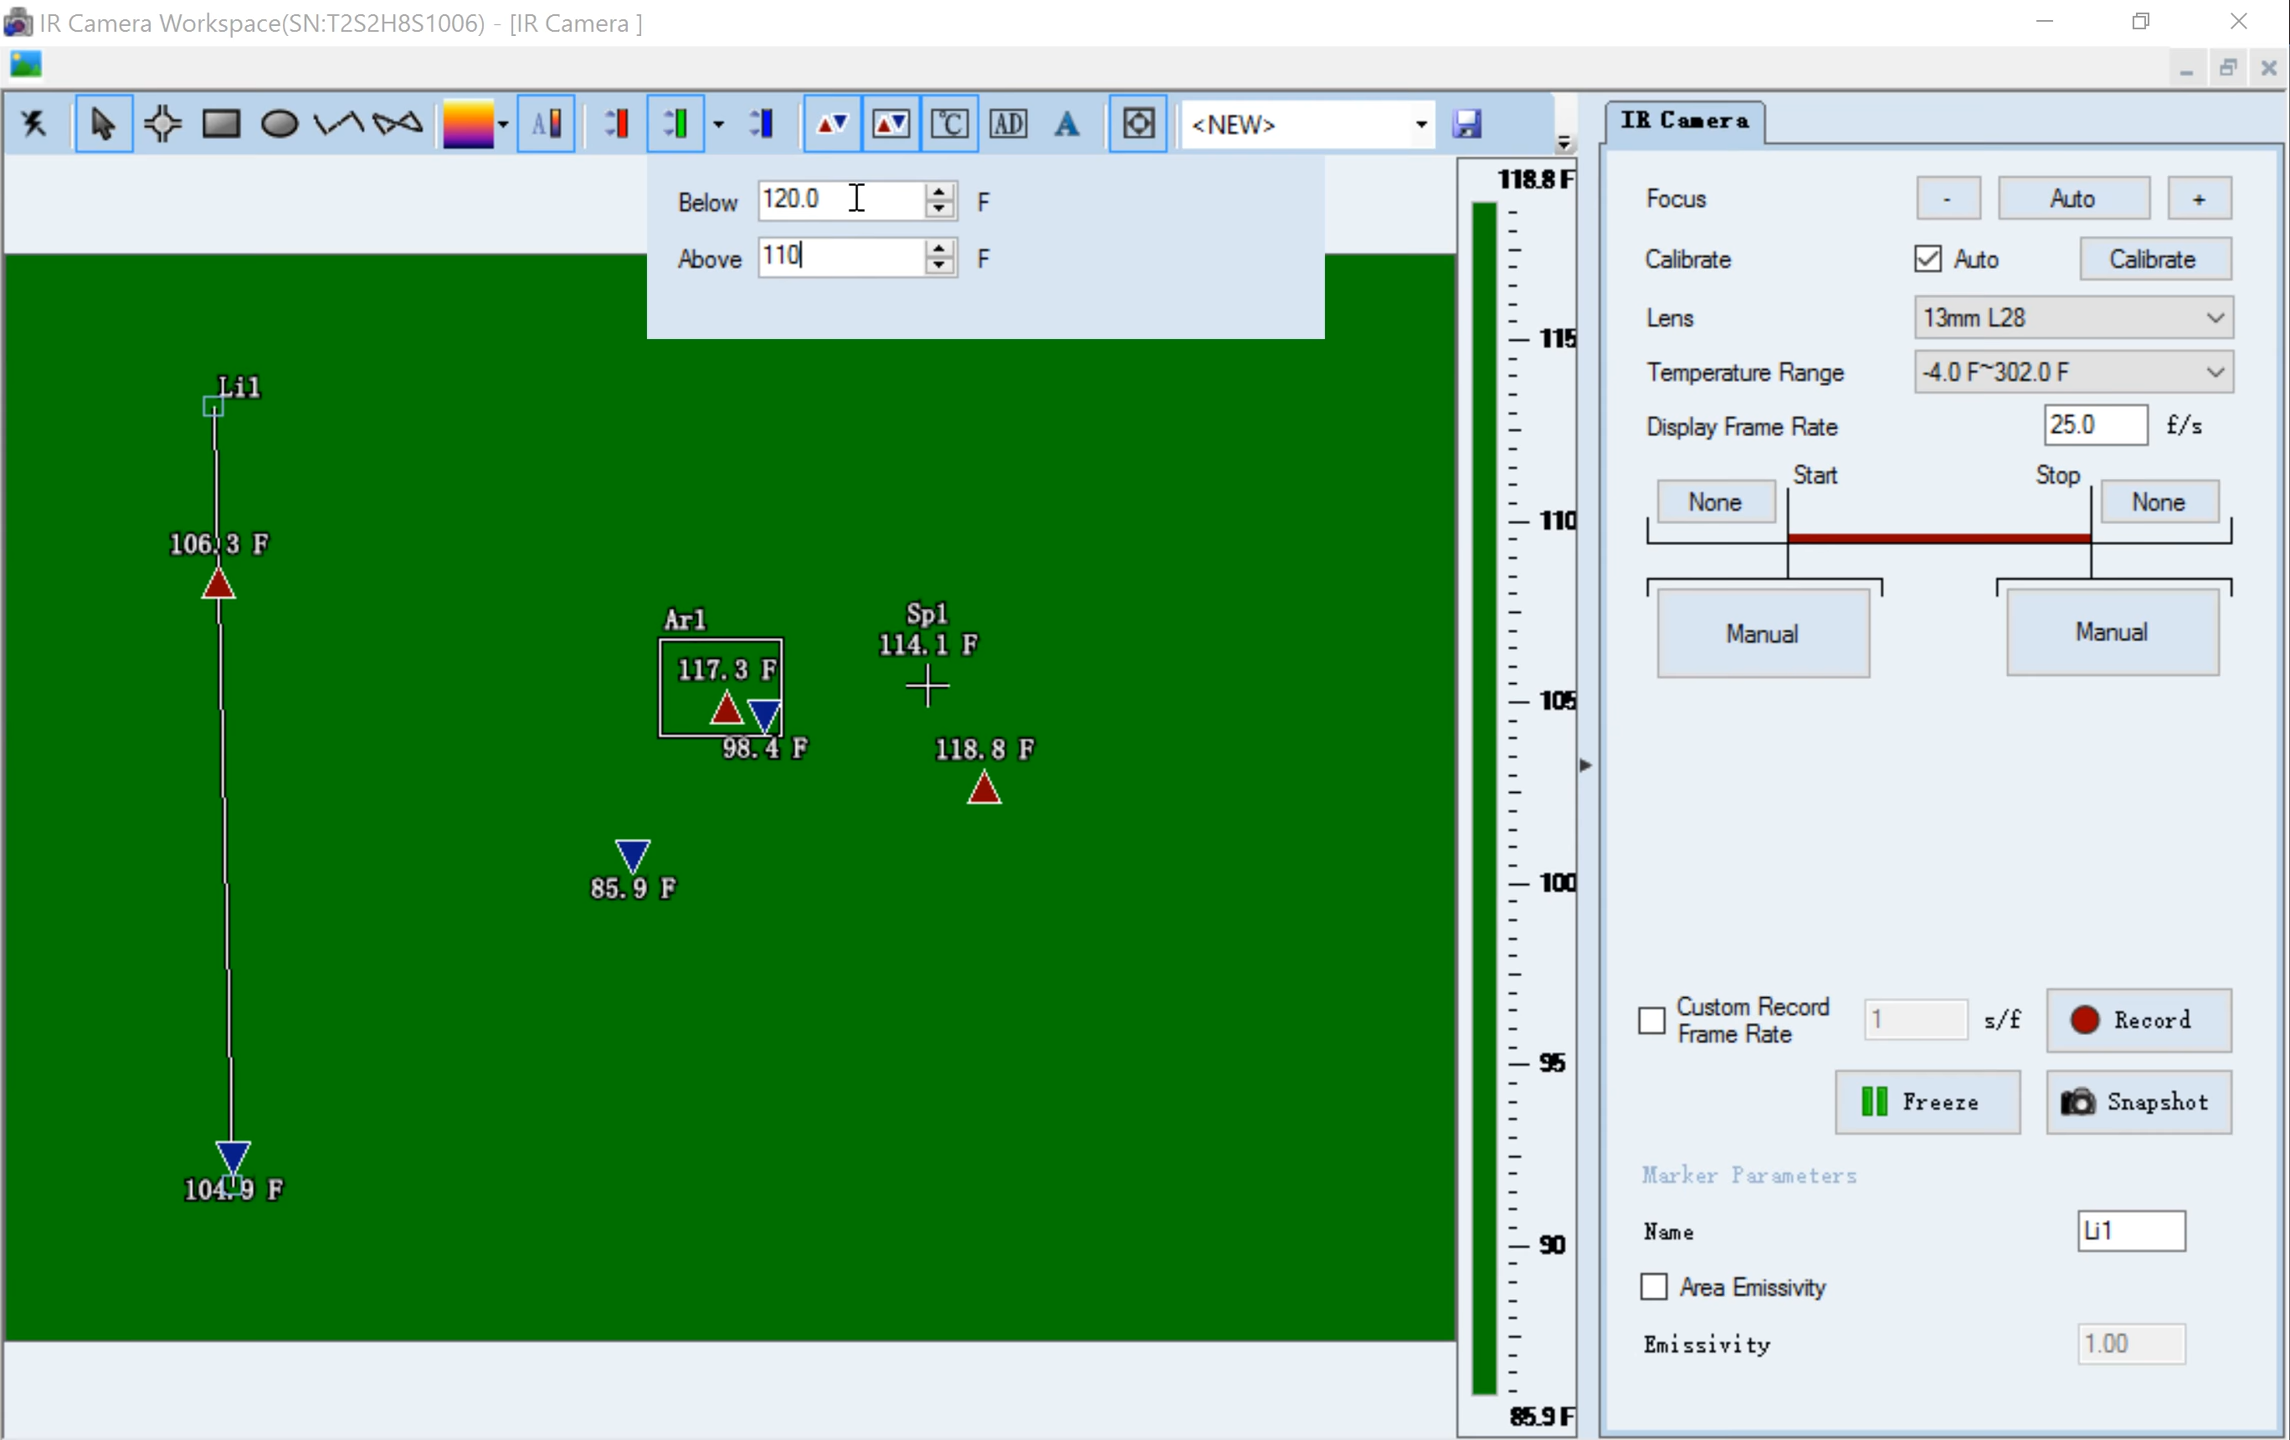 IR Camera Workspace(SN:T2S2H8S1006) - [IR Camera ]
A
°C
AD
A
<NEW>
Below 120.0 F
Above 110 F
118.8 F
115
110
105
100
95
90
85.9 F
Li1
106.3 F
104.9 F
Ar1
117.3 F
98.4 F
Sp1
114.1 F
118.8 F
85.9 F
IR Camera
Focus - Auto +
Calibrate Auto Calibrate
Lens 13mm L28
Temperature Range -4.0 F~302.0 F
Display Frame Rate 25.0 f/s
Start Stop
None None
Manual Manual
Custom Record
Frame Rate
1 s/f Record
Freeze Snapshot
Marker Parameters
Name Li1
Area Emissivity
Emissivity 1.00